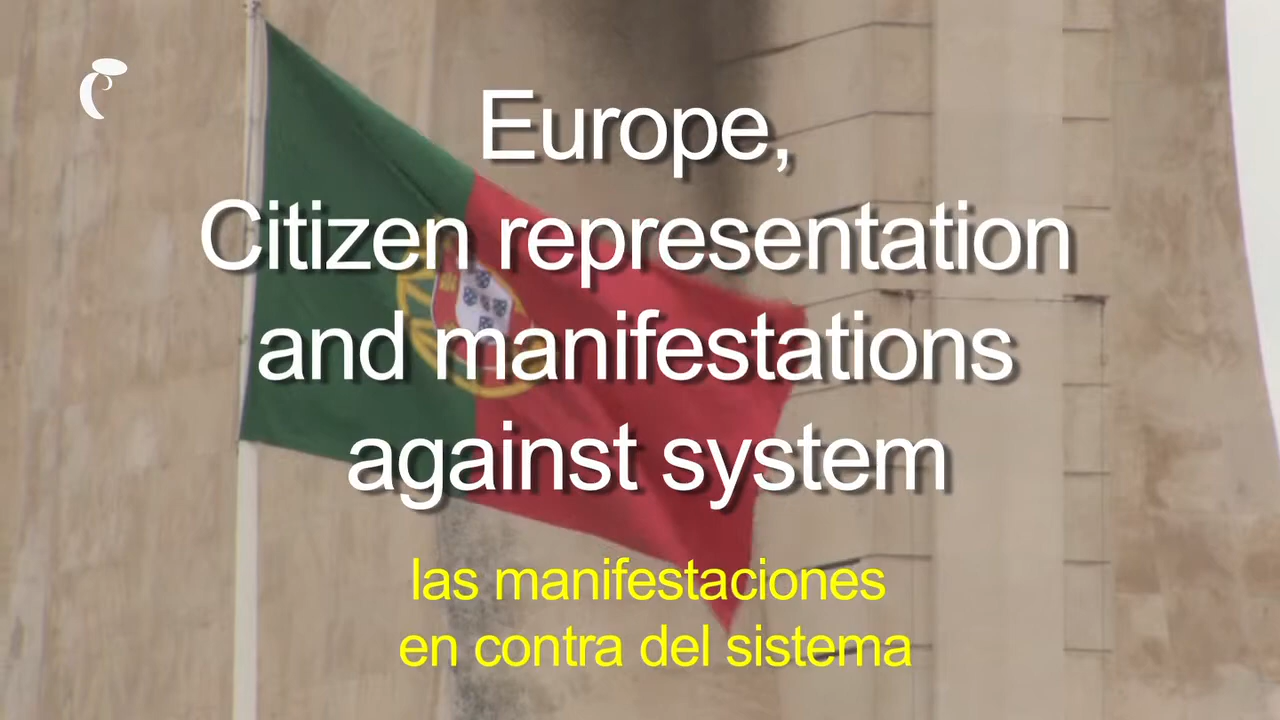 Europe,
Citizen representation
and manifestations
against system
las manifestaciones
en contra del sistema